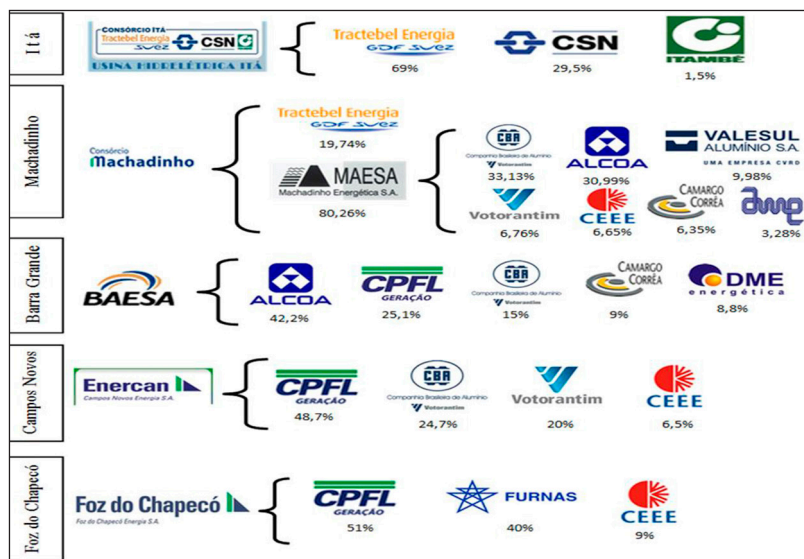 Itá
CONSÓRCIO ITÁ
Tractebel Energia
SUEZ
CSN
USINA HIDRELÉTRICA ITÁ
Tractebel Energia
GDF SUEZ
69%
CSN
29,5%
ITAMBÉ
1,5%
Machadinho
Consórcio
Machadinho
Tractebel Energia
GDF SUEZ
19,74%
MAESA
Machadinho Energética S.A.
80,26%
CBA
Companhia Brasileira de Alumínio
Votorantim
33,13%
ALCOA
30,99%
VALESUL
ALUMÍNIO S.A.
UMA EMPRESA CVRD
9,98%
Votorantim
6,76%
CEEE
6,65%
CAMARGO
CORRÊA
6,35%
3,28%
Barra Grande
BAESA
ALCOA
42,2%
CPFL
GERAÇÃO
25,1%
CBA
Companhia Brasileira de Alumínio
Votorantim
15%
CAMARGO
CORRÊA
9%
DME
energética
8,8%
Campos Novos
Enercan
Campos Novos Energia S.A.
CPFL
GERAÇÃO
48,7%
CBA
Companhia Brasileira de Alumínio
Votorantim
24,7%
Votorantim
20%
CEEE
6,5%
Foz do Chapecó
Foz do Chapecó
Foz do Chapecó Energia S.A.
CPFL
GERAÇÃO
51%
FURNAS
40%
CEEE
9%